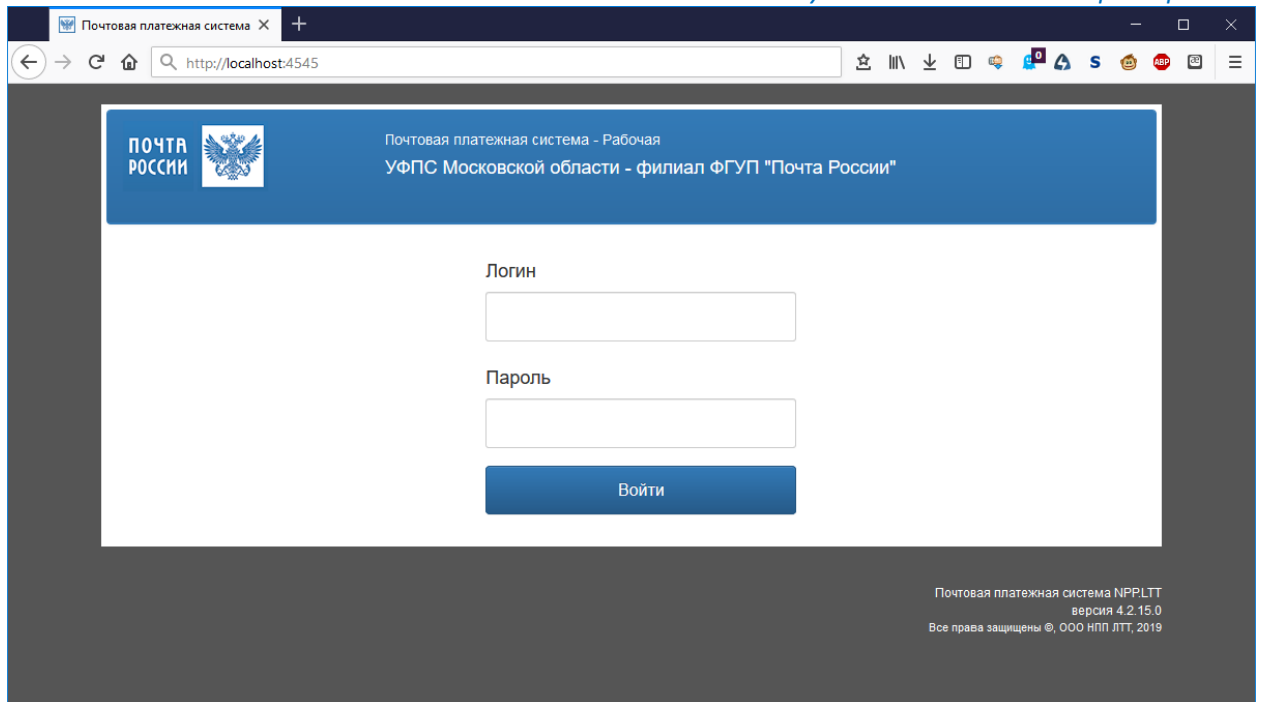 Почтовая платежная система
http://localhost:4545
0
S
ABP
ПОЧТА
РОССИИ
Почтовая платежная система - Рабочая
УФПС Московской области - филиал ФГУП "Почта России"
Логин
Пароль
Войти
Почтовая платежная система NPP.LTT
версия 4.2.15.0
Все права защищены ©, ООО НПП ЛТТ, 2019